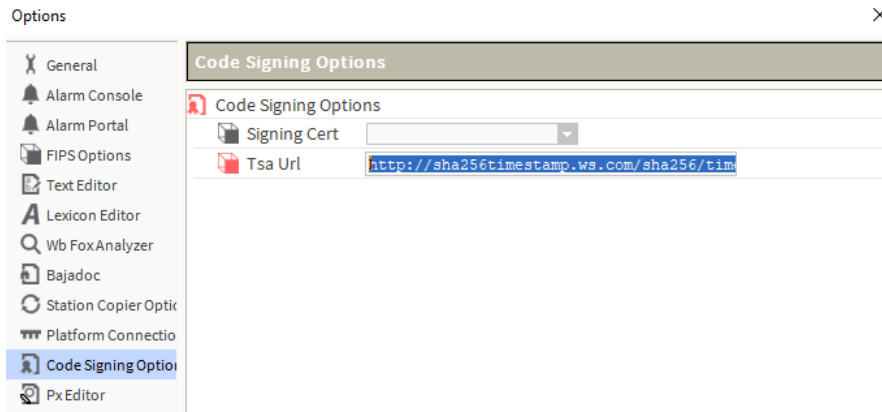 Options
General
Alarm Console
Alarm Portal
FIPS Options
Text Editor
Lexicon Editor
Wb Fox Analyzer
Bajadoc
Station Copier Optic
Platform Connectio
Code Signing Option
Px Editor
Code Signing Options
Code Signing Options
Signing Cert
Tsa Url http://sha256timestamp.ws.com/sha256/time